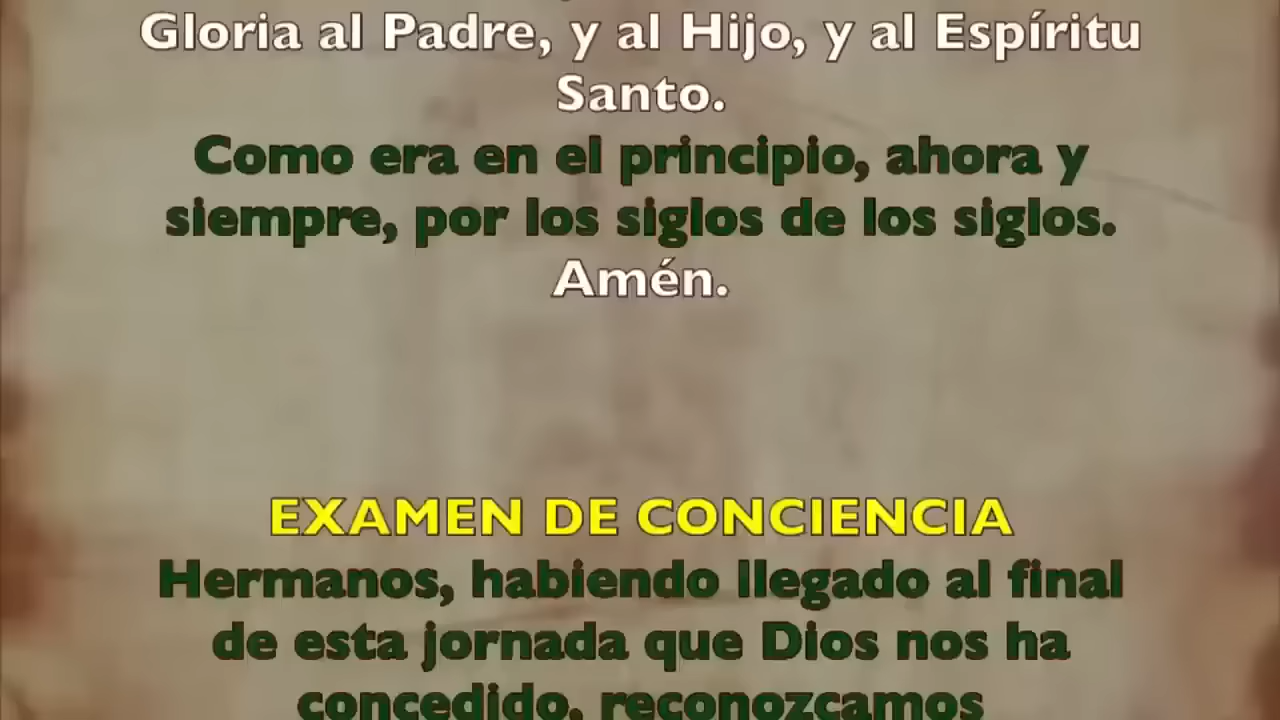 Gloria al Padre, y al Hijo, y al Espíritu
Santo.
Como era en el principio, ahora y
siempre, por los siglos de los siglos.
Amén.
EXAMEN DE CONCIENCIA
Hermanos, habiendo llegado al final
de esta jornada que Dios nos ha
concedido, reconozcamos